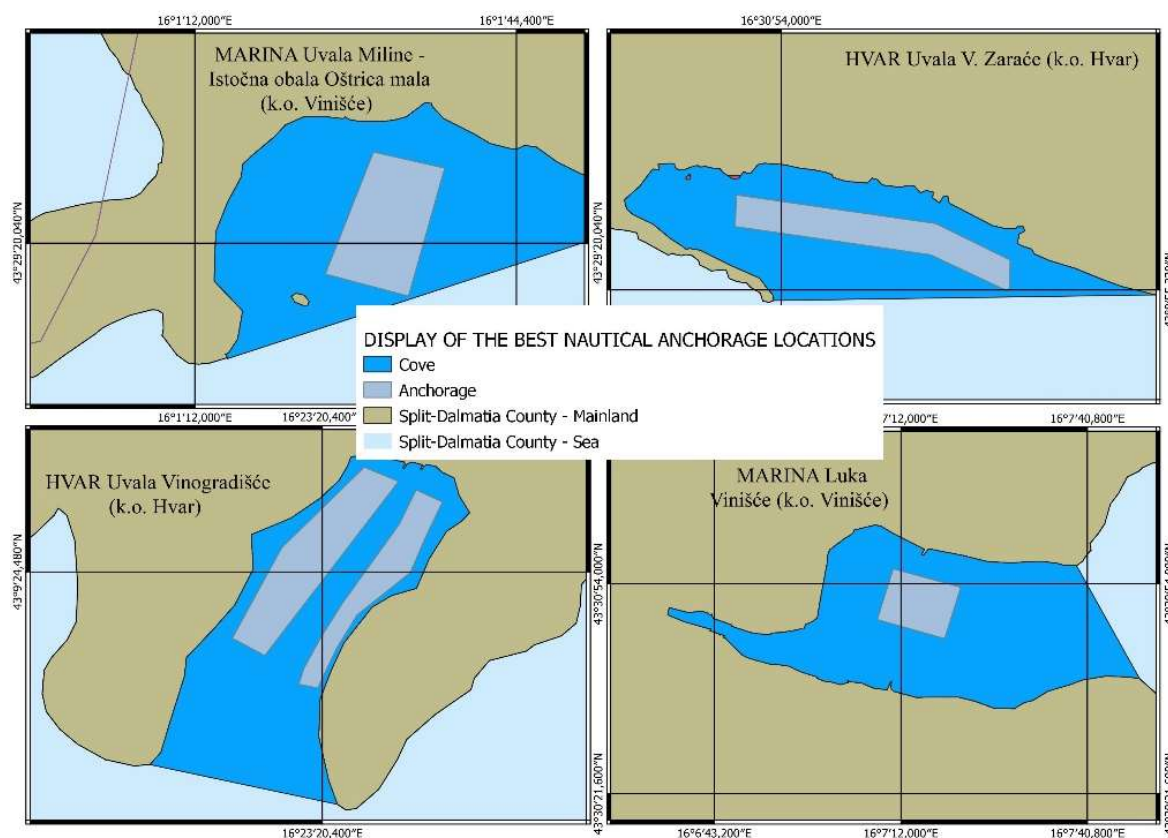 16°1'12,000"E
16°1'44,400"E
16°30'54,000"E
MARINA Uvala Miline -
Istočna obala Oštrica mala
(k.o. Vinišće)
HVAR Uvala V. Zaraće (k.o. Hvar)
43°29'20,040"N
43°29'20,040"N
DISPLAY OF THE BEST NAUTICAL ANCHORAGE LOCATIONS
Cove
Anchorage
Split-Dalmatia County - Mainland
Split-Dalmatia County - Sea
16°1'12,000"E
16°23'20,400"E
16°7'40,800"E
HVAR Uvala Vinogradišće
(k.o. Hvar)
MARINA Luka
Vinišće (k.o. Vinišće)
43°9'24,480"N
43°30'54,000"N
43°30'21,600"N
16°23'20,400"E
16°6'43,200"E
16°7'12,000"E
16°7'40,800"E